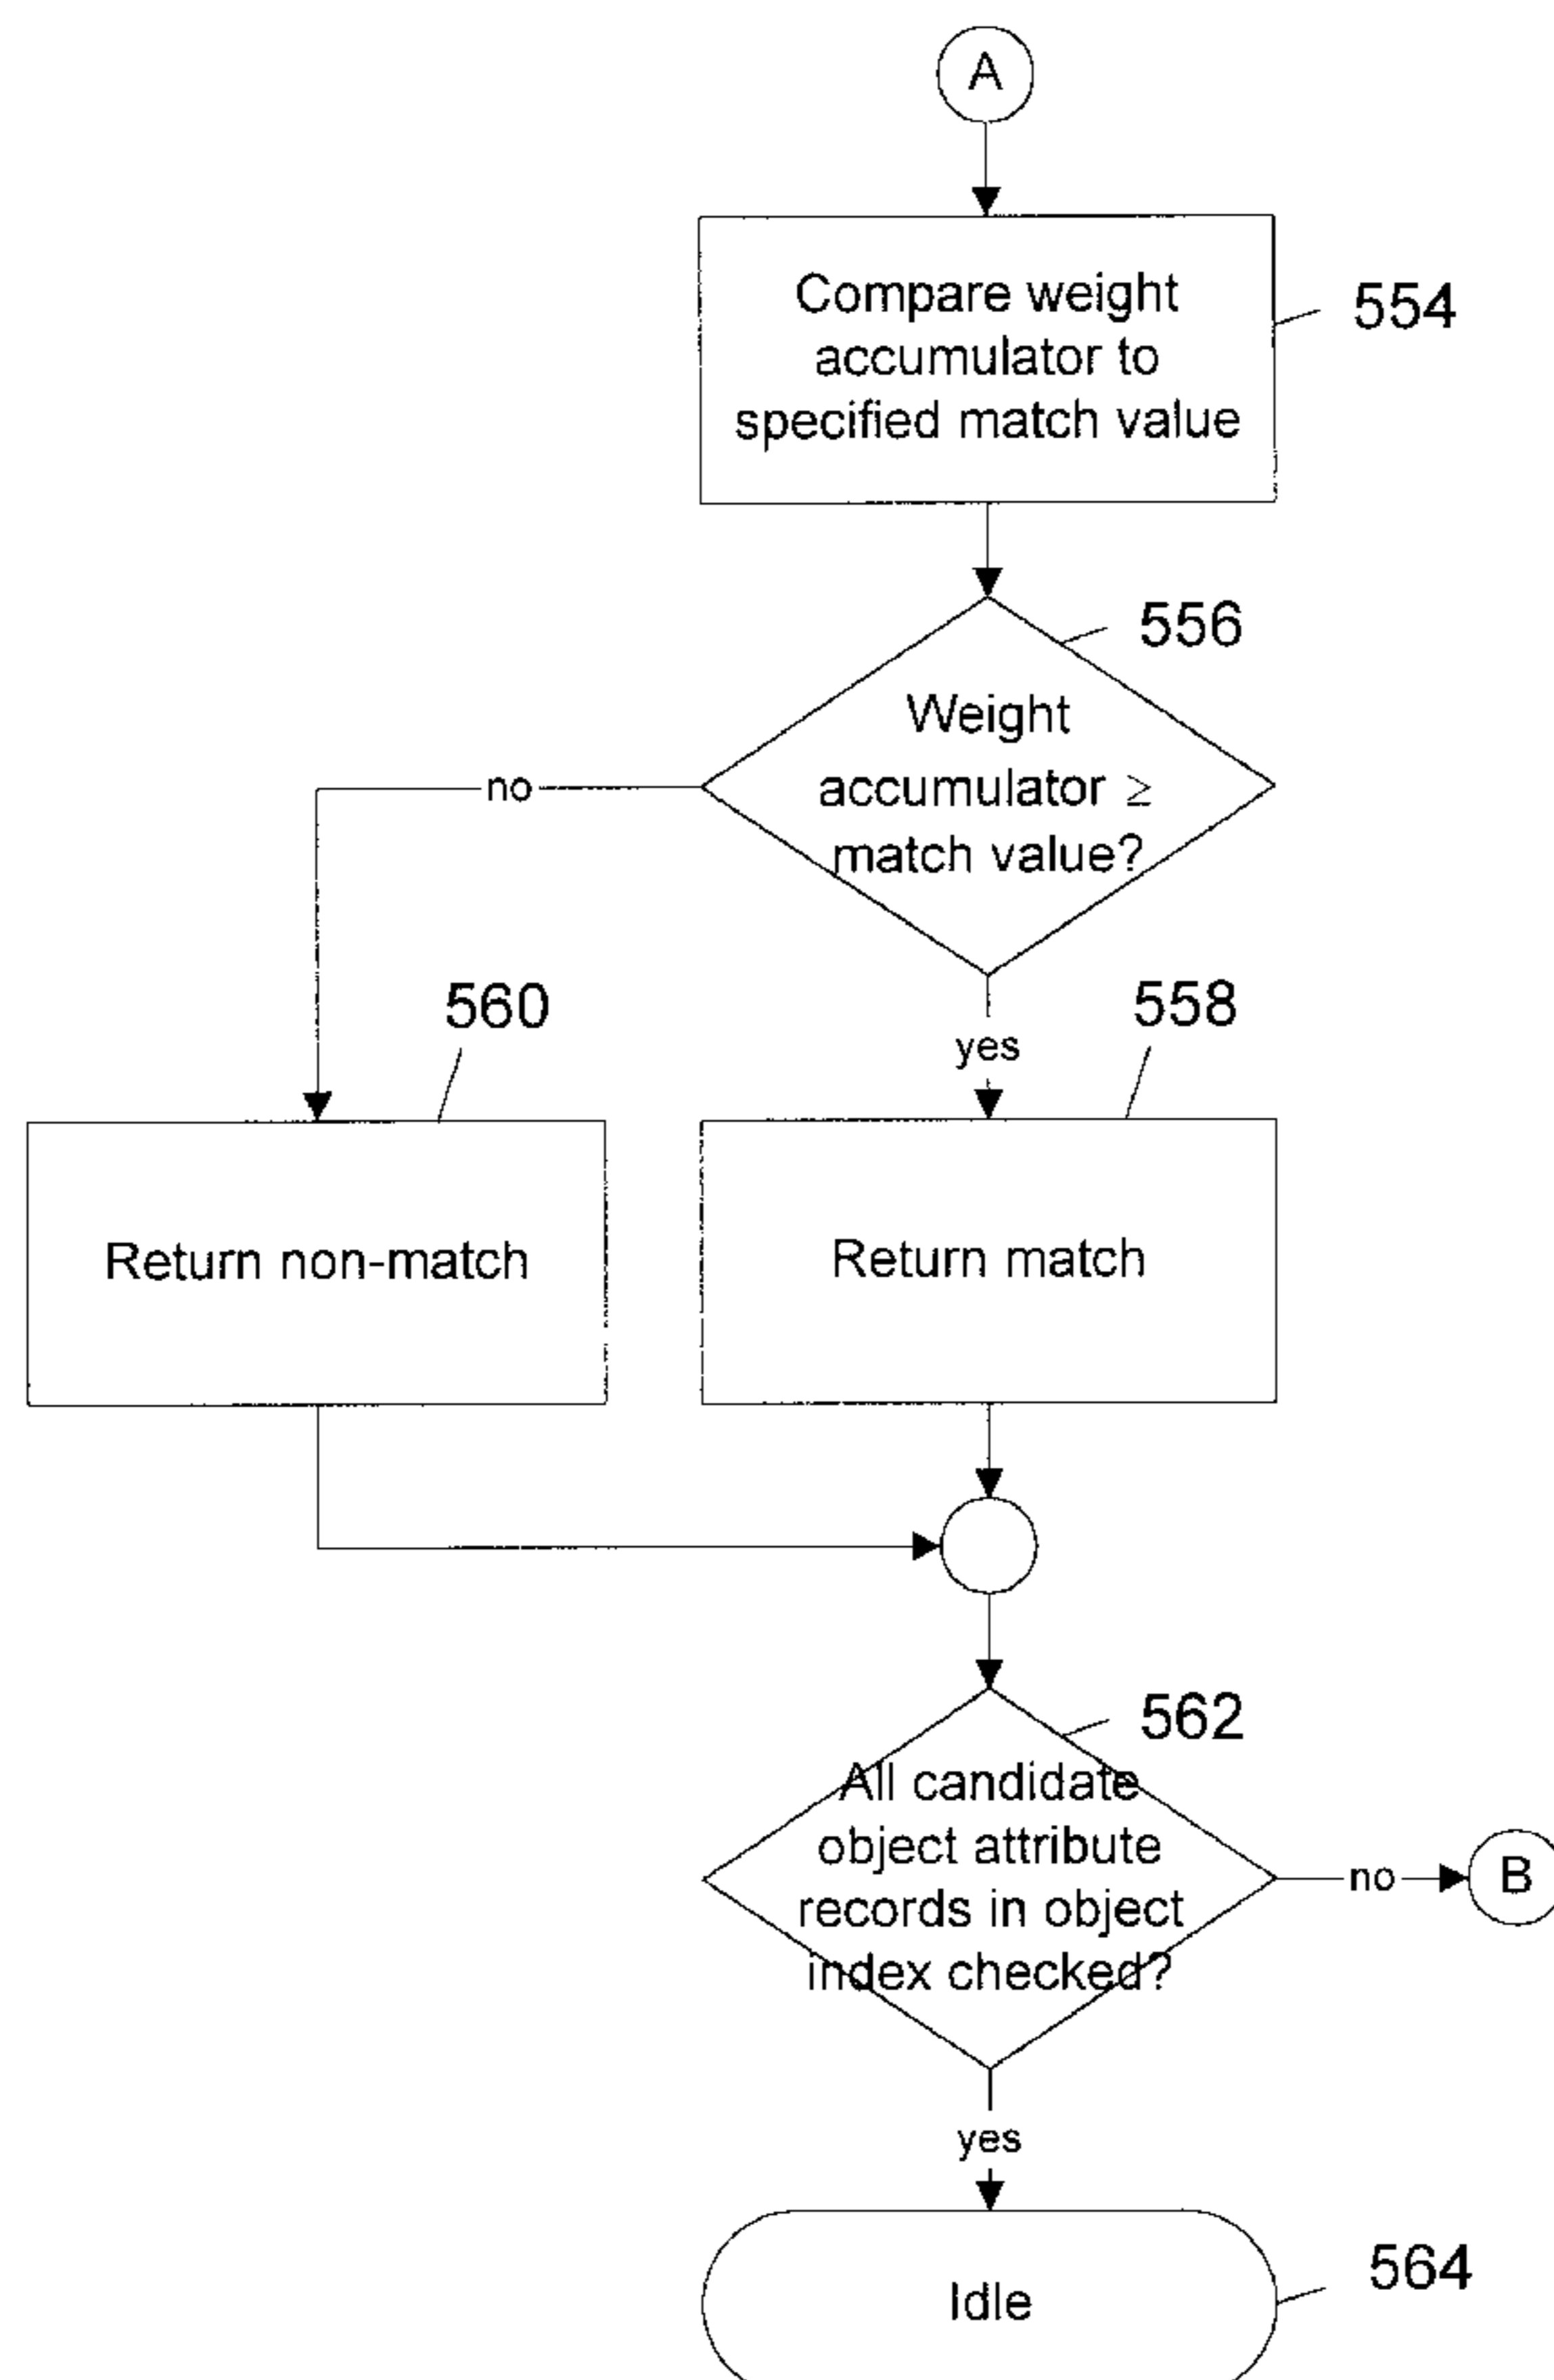 A
Compare weight
accumulator to
specified match value
554
556
Weight
accumulator ≥
match value?
no
560
558
yes
Return non-match
Return match
562
All candidate
object attribute
records in object
index checked?
no
B
yes
Idle
564